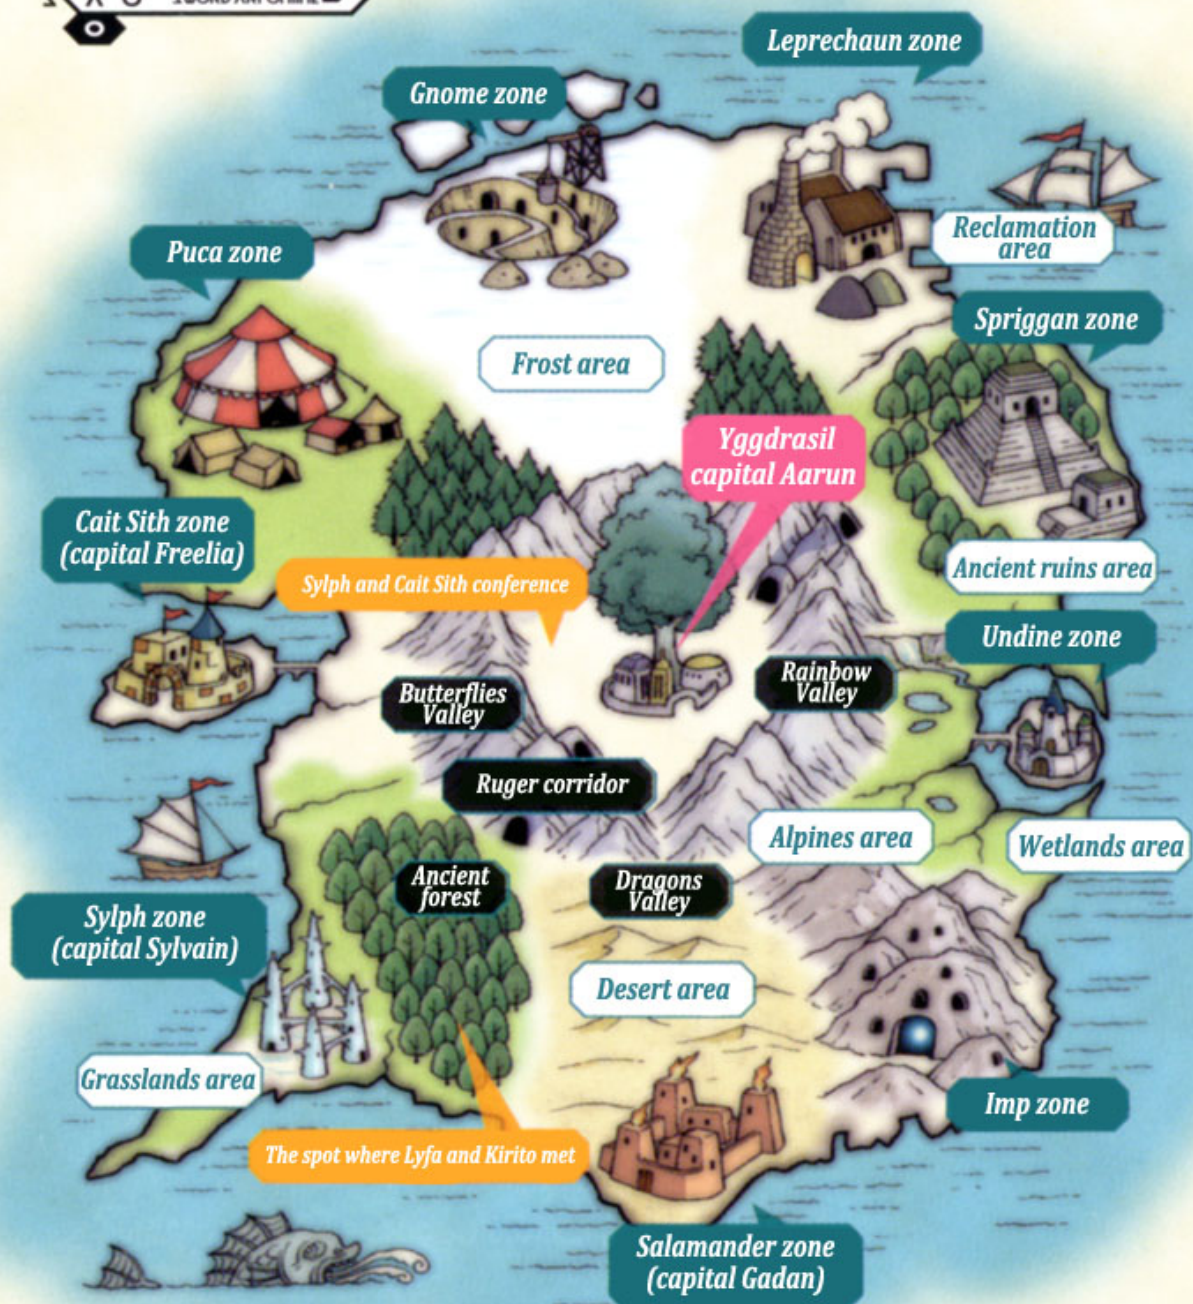 Leprechaun zone
Gnome zone
Reclamation
area
Puca zone
Spriggan zone
Frost area
Yggdrasil
capital Aarun
Cait Sith zone
(capital Freelia)
Ancient ruins area
Sylph and Cait Sith conference
Undine zone
Butterflies
Valley
Rainbow
Valley
Ruger corridor
Alpines area
Wetlands area
Ancient
forest
Dragons
Valley
Sylph zone
(capital Sylvain)
Desert area
Grasslands area
Imp zone
The spot where Lyfa and Kirito met
Salamander zone
(capital Gadan)